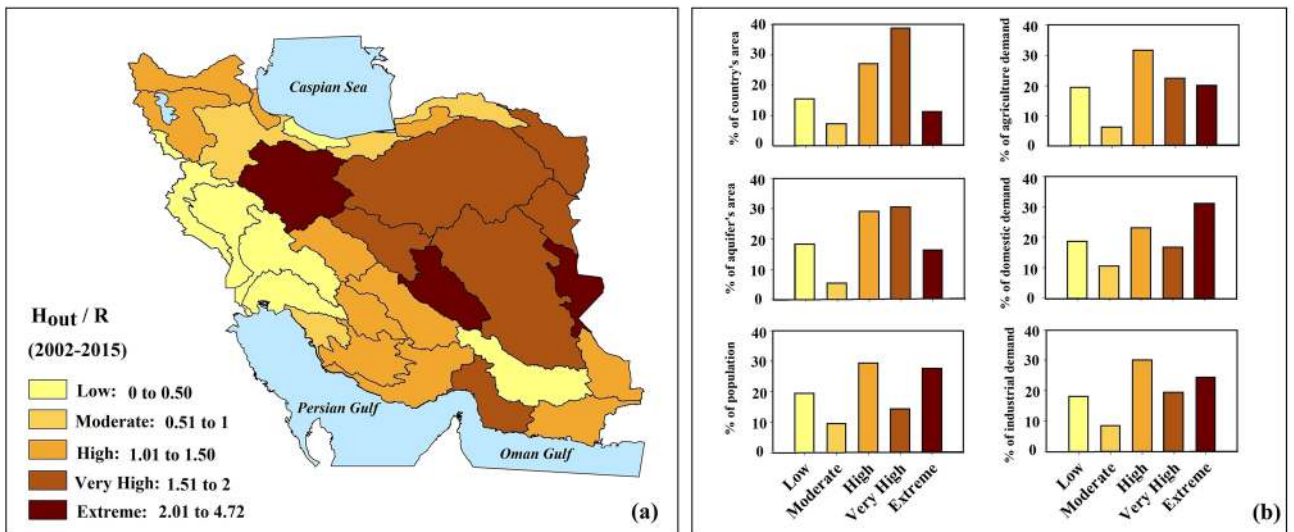 Caspian Sea
H out / R
(2002-2015)
Low: 0 to 0.50
Moderate: 0.51 to 1
High: 1.01 to 1.50
Very High: 1.51 to 2
Extreme: 2.01 to 4.72
Persian Gulf
Oman Gulf
(a)
(b)
% of country's area
40
30
20
10
0
% of agriculture demand
40
30
20
10
0
% of aquifer's area
40
30
20
10
0
% of domestic demand
40
30
20
10
0
% of population
40
30
20
10
0
Low
Moderate
High
Very High
Extreme
% of industrial demand
40
30
20
10
0
Low
Moderate
High
Very High
Extreme